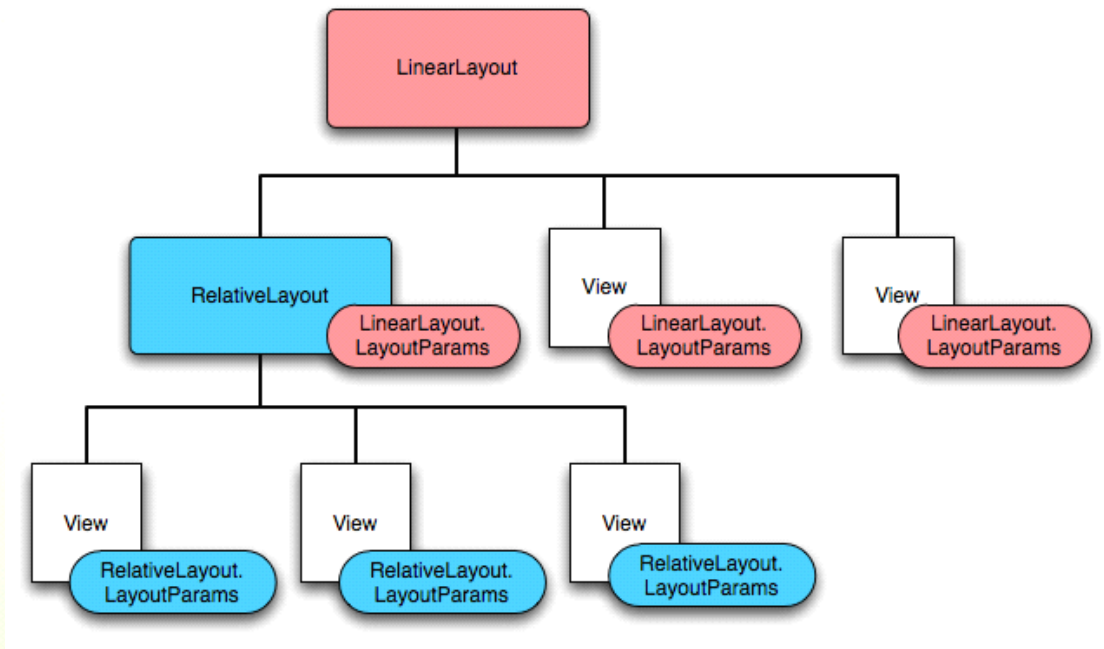 LinearLayout
RelativeLayout
LinearLayout.
LayoutParams
View
LinearLayout.
LayoutParams
View
LinearLayout.
LayoutParams
View
RelativeLayout.
LayoutParams
View
RelativeLayout.
LayoutParams
View
RelativeLayout.
LayoutParams